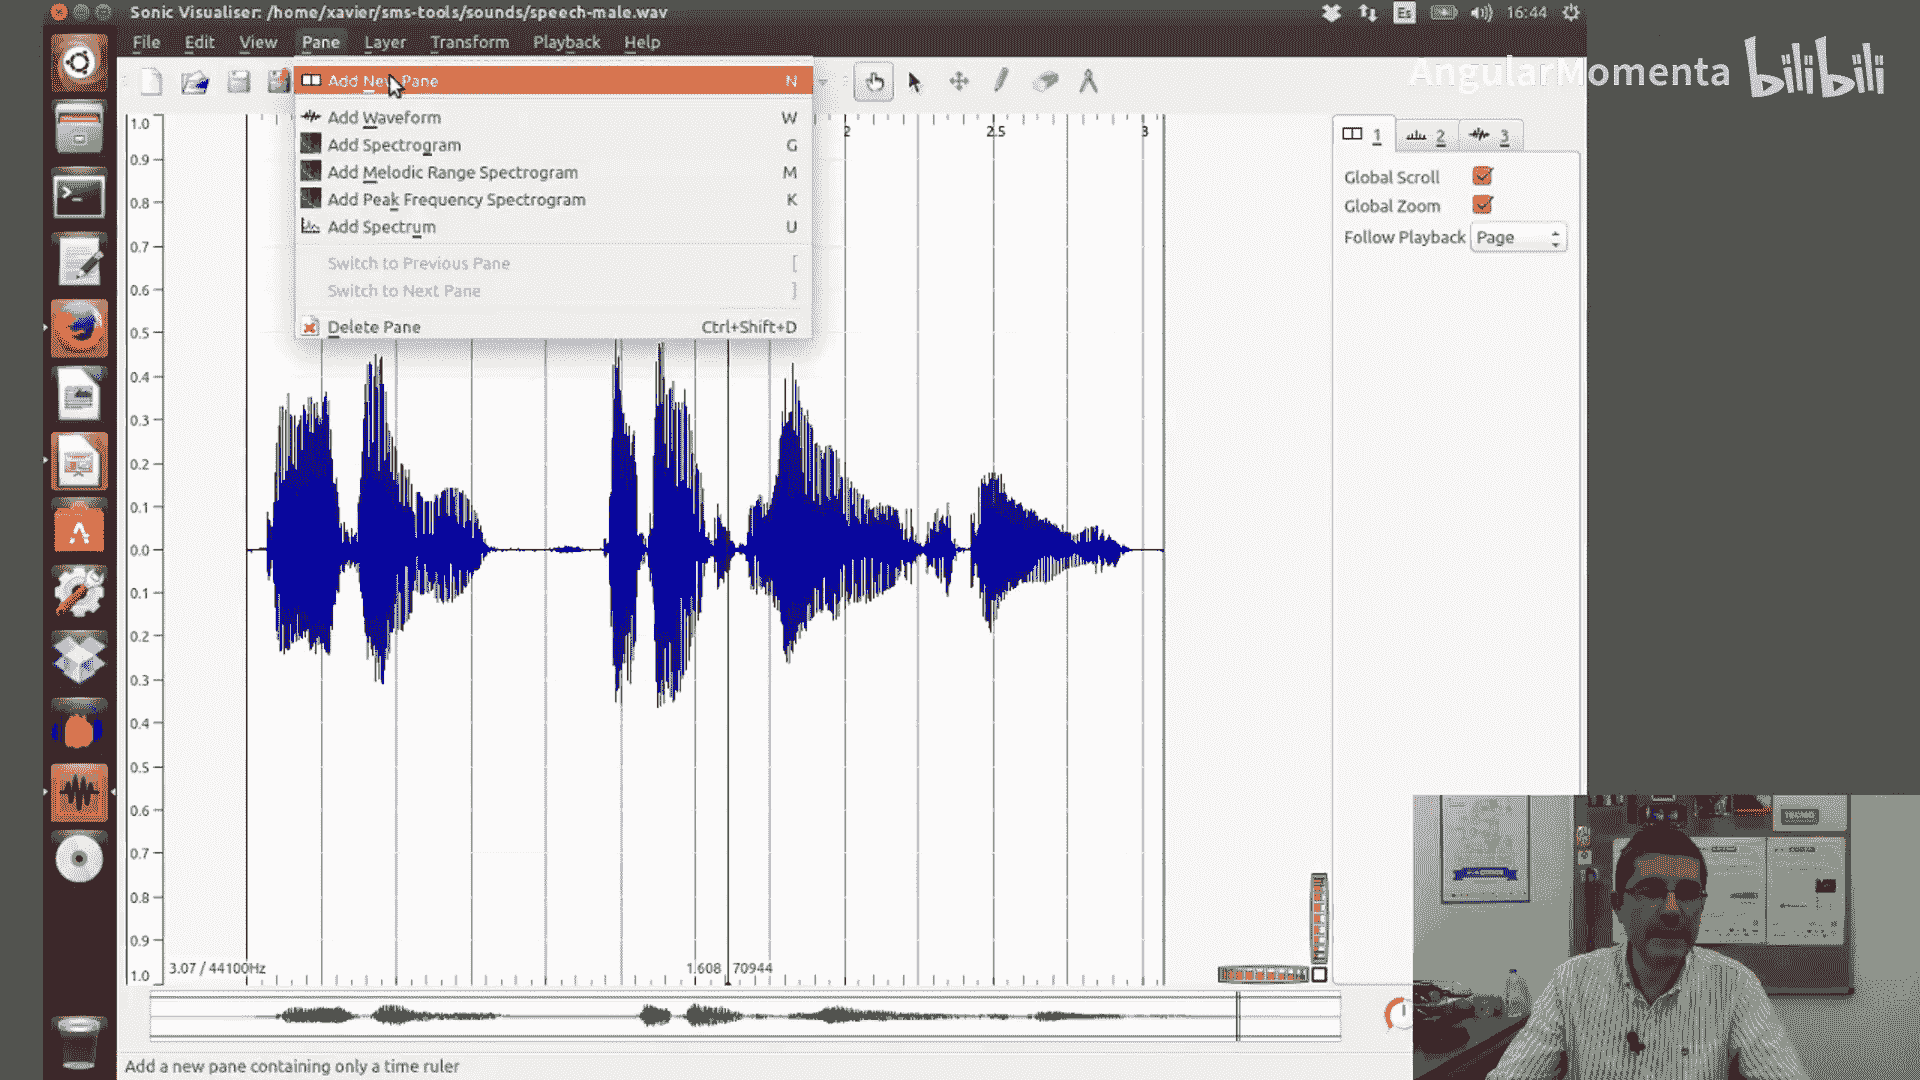 Sonic Visualiser: /home/xavier/sms-tools/sounds/speech-male.wav
Es
16:44
File Edit View Pane Layer Transform Playback Help
AngularMomenta bilibili
Add New Pane N
Add Waveform W
Add Spectrogram G
Add Melodic Range Spectrogram M
Add Peak Frequency Spectrogram K
Add Spectrum U
Switch to Previous Pane [
Switch to Next Pane ]
Delete Pane Ctrl+Shift+D
2 2.5 3
1.0
0.9
0.8
0.7
0.6
0.5
0.4
0.3
0.2
0.1
0.0
0.1
0.2
0.3
0.4
0.5
0.6
0.7
0.8
0.9
1.0
3.07 / 44100Hz
1.608 70944
1 2 3
Global Scroll
Global Zoom
Follow Playback Page
TECMO
Add a new pane containing only a time ruler